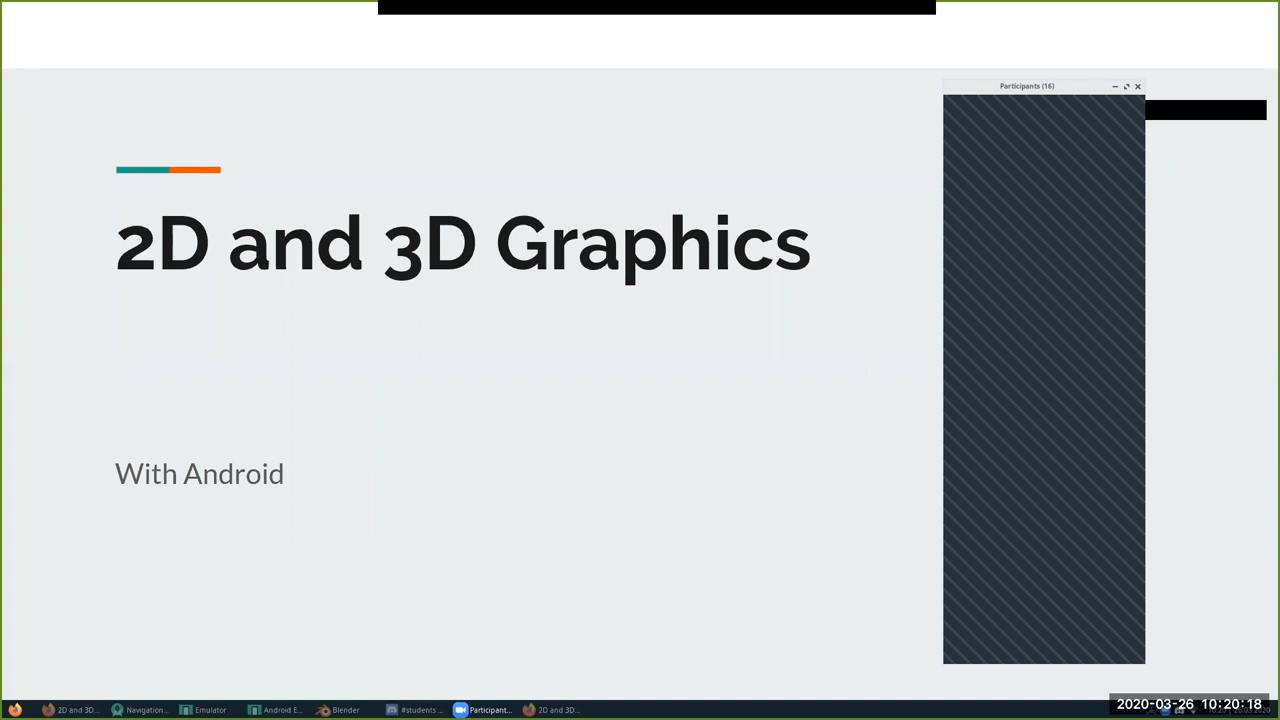 Participants (16)
2D and 3D Graphics
With Android
2D and 3D...
Navigation...
Emulator
Android E...
Blender
#students ...
Participant...
2D and 3D...
2020-03-26 10:20:18